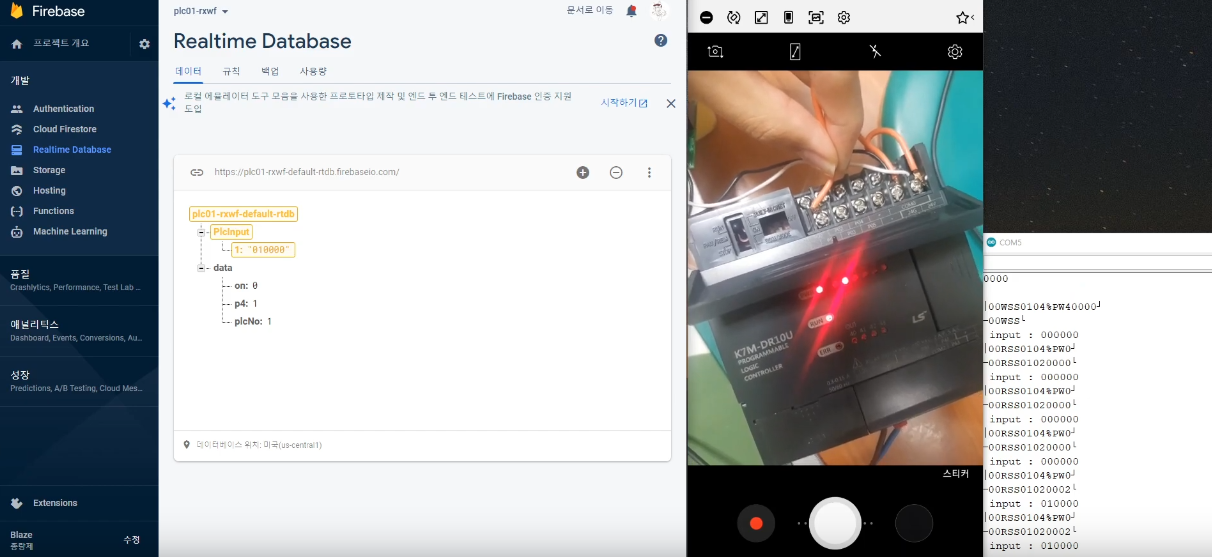 Firebase
프로젝트 개요
개발
Authentication
Cloud Firestore
Realtime Database
Storage
Hosting
Functions
Machine Learning
품질
Crashlytics, Performance, Test Lab ...
애널리틱스
Dashboard, Events, Conversions, Au...
성장
Predictions, A/B Testing, Cloud Mes...
Extensions
Blaze
종량제
수정
plc01-rxwf
문서로 이동
Realtime Database
데이터
규칙
백업
사용량
로컬 에뮬레이터 도구 모음을 사용한 프로토타입 제작 및 엔드 투 엔드 테스트에 Firebase 인증 지원
도입
시작하기
https://plc01-rxwf-default-rtdb.firebaseio.com/
plc01-rxwf-default-rtdb
PlcInput
1: "010000"
data
on: 0
p4: 1
plcNo: 1
데이터베이스 위치: 미국(us-central1)
K7M-DR10U
PROGRAMMABLE
LOGIC
CONTROLLER
RUN
LS
스티커
COM5
0000
00WSS0104%PW40000
00WSS
input : 000000
00RSS0104%PW0
00RSS01020000
input : 000000
00RSS0104%PW0
00RSS01020000
input : 000000
00RSS0104%PW0
00RSS01020000
input : 000000
00RSS0104%PW0
00RSS01020002
input : 010000
00RSS0104%PW0
00RSS01020002
input : 010000